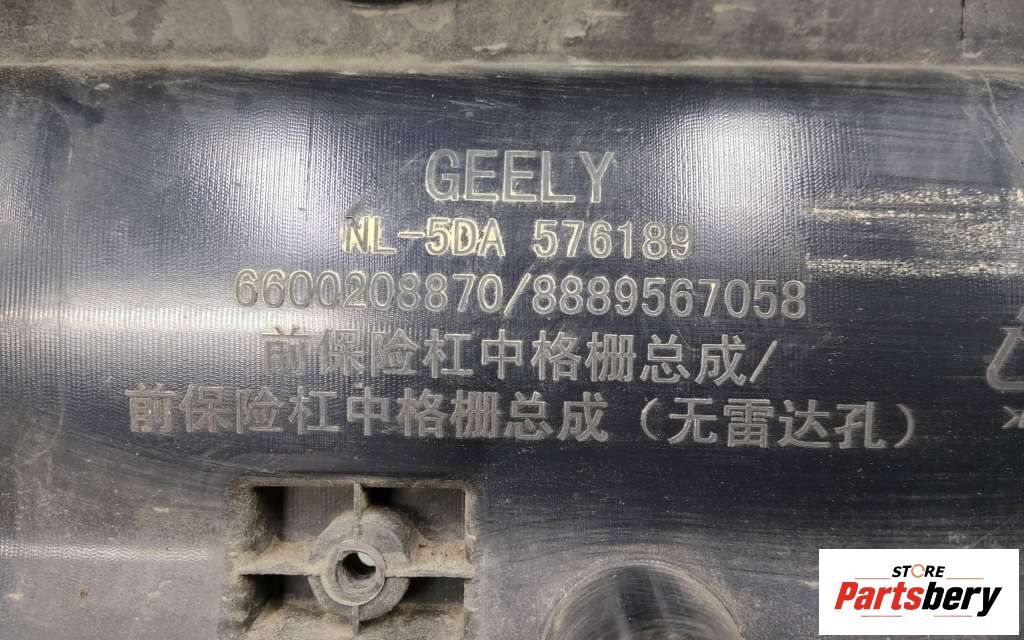 GEELY
NL-5DA 576189
6600208870/8889567058
前保险杠中格栅总成/
前保险杠中格栅总成（无雷达孔）
STORE
Partsbery